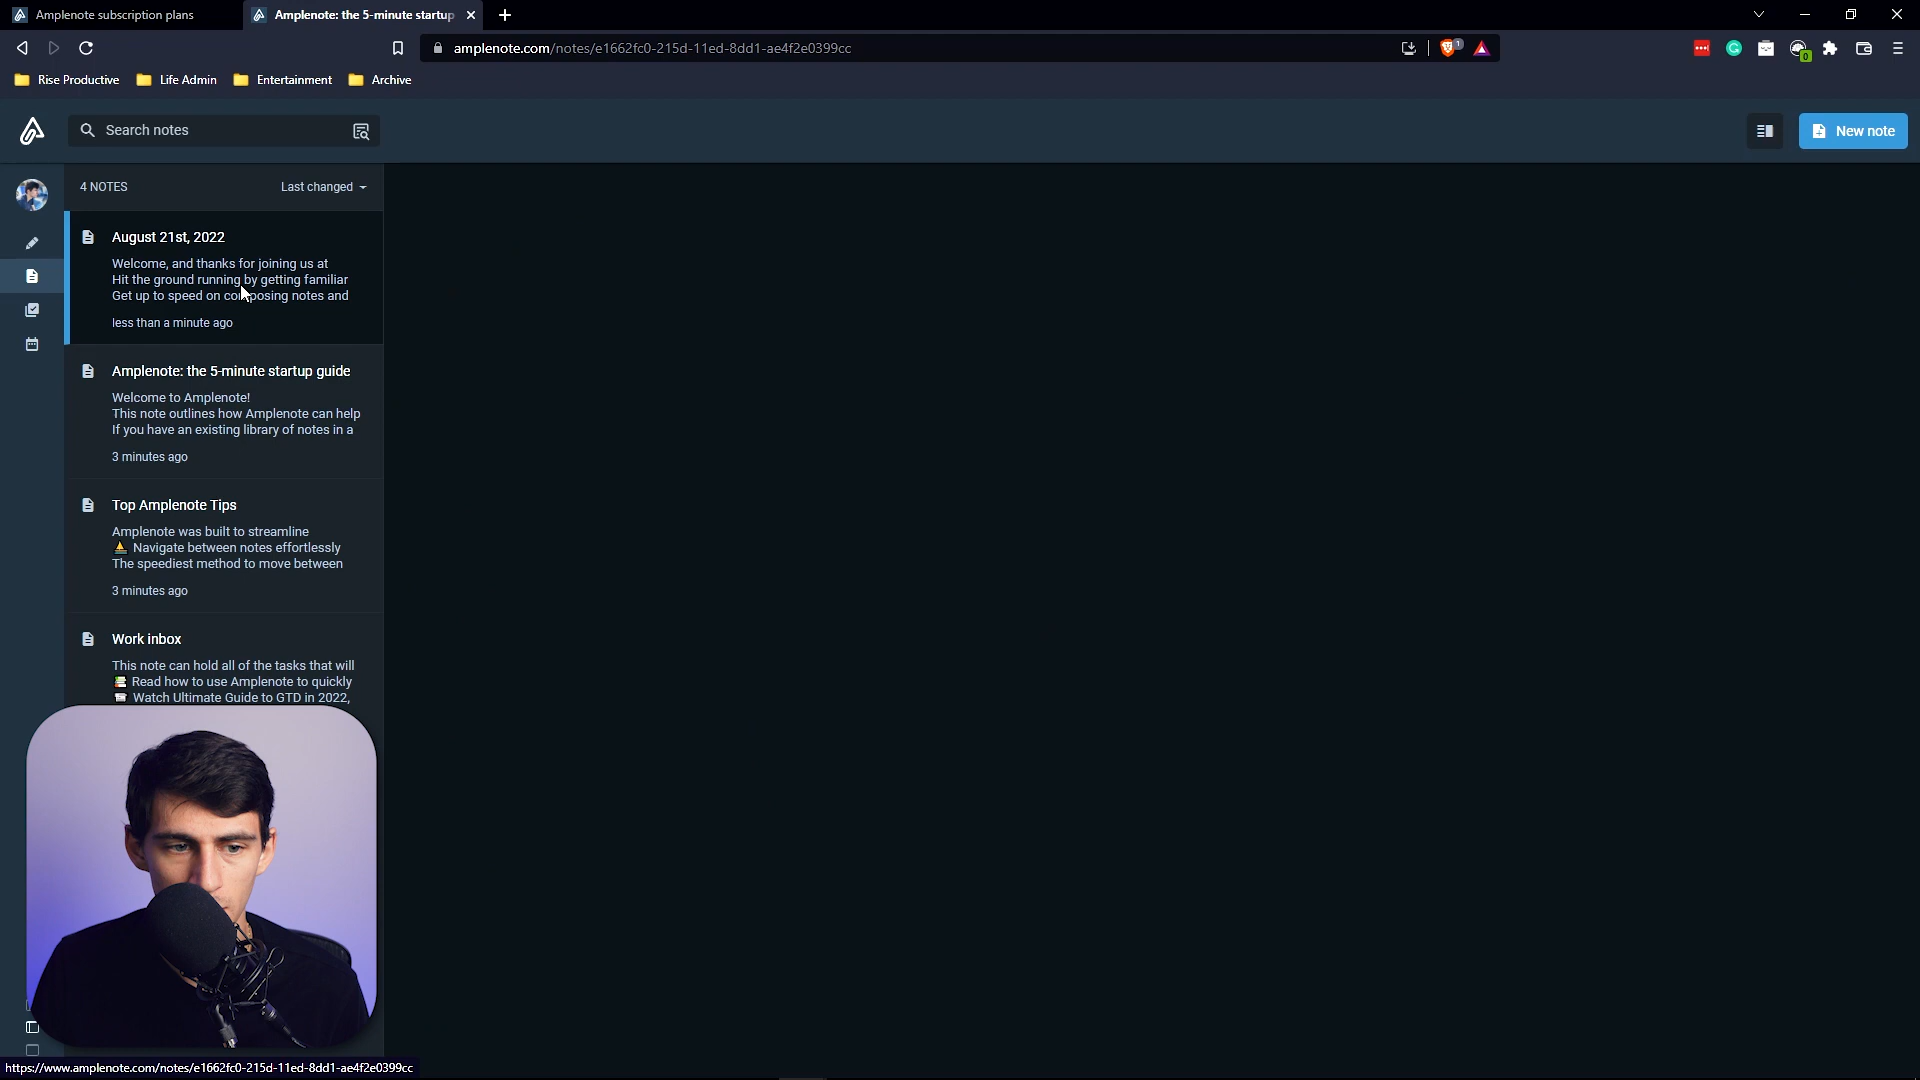 Amplenote subscription plans
Amplenote: the 5-minute startup
amplenote.com/notes/e1662fc0-215d-11ed-8dd1-ae4f2e0399cc
1
0
Rise Productive
Life Admin
Entertainment
Archive
Search notes
New note
4 NOTES
Last changed
August 21st, 2022
Welcome, and thanks for joining us at
Hit the ground running by getting familiar
Get up to speed on composing notes and
less than a minute ago
Amplenote: the 5-minute startup guide
Welcome to Amplenote!
This note outlines how Amplenote can help
If you have an existing library of notes in a
3 minutes ago
Top Amplenote Tips
Amplenote was built to streamline
Navigate between notes effortlessly
The speediest method to move between
3 minutes ago
Work inbox
This note can hold all of the tasks that will
Read how to use Amplenote to quickly
Watch Ultimate Guide to GTD in 2022,
https://www.amplenote.com/notes/e1662fc0-215d-11ed-8dd1-ae4f2e0399cc